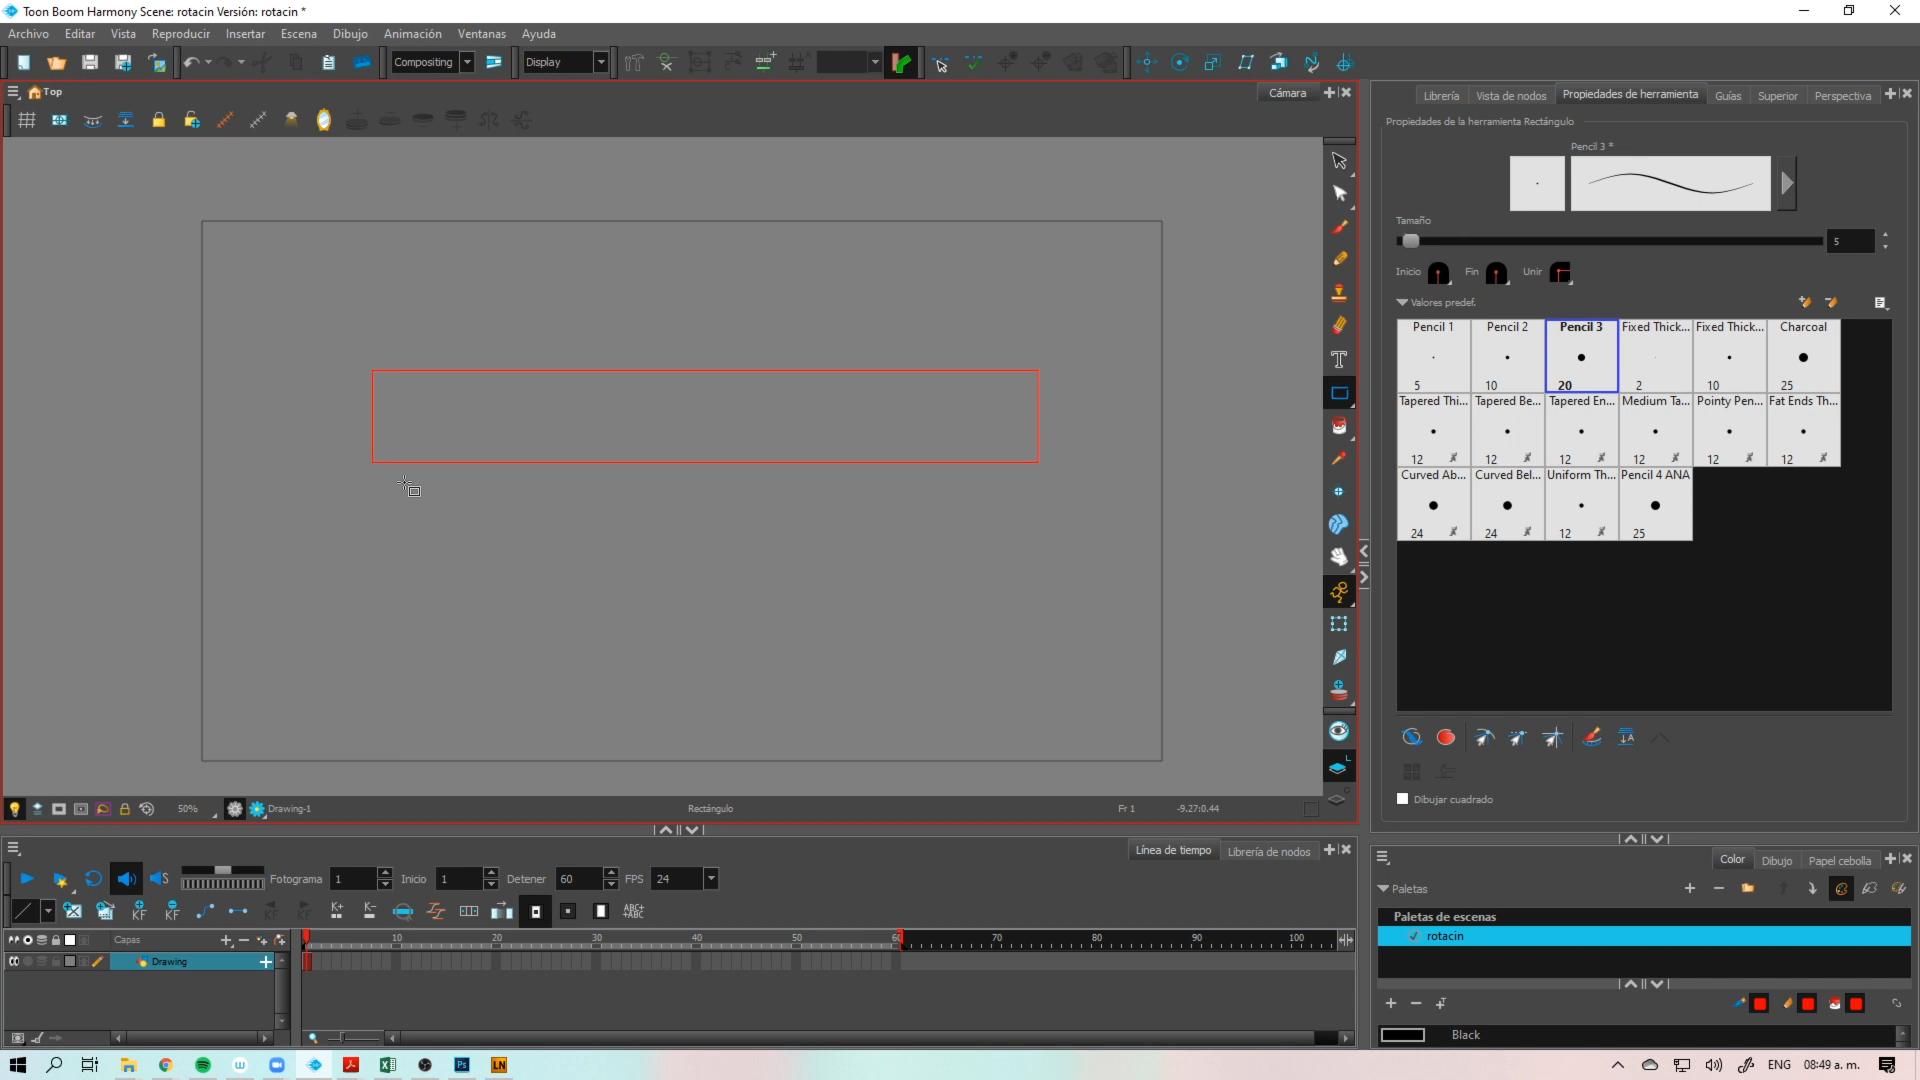 Toon Boom Harmony Scene: rotacin Versión: rotacin *
Archivo Editar Vista Reproducir Insertar Escena Dibujo Animación Ventanas Ayuda
Compositing Display
Top Cámara
Librería Vista de nodos Propiedades de herramienta Guías Superior Perspectiva
Propiedades de la herramienta Rectángulo
Pencil 3 *
Tamaño
5
Inicio Fin Unir
Valores predef.
Pencil 1 Pencil 2 Pencil 3 Fixed Thick... Fixed Thick... Charcoal
5 10 20 2 10 25
Tapered Thi... Tapered Be... Tapered En... Medium Ta... Pointy Pen... Fat Ends Th...
12 12 12 12 12 12
Curved Ab... Curved Bel... Uniform Th... Pencil 4 ANA
24 24 12 25
Dibujar cuadrado
50% Drawing-1 Rectángulo Fr 1 -9.27:0.44
Línea de tiempo Librería de nodos
Fotograma 1 Inicio 1 Detener 60 FPS 24
Capas 10 20 30 40 50 60 70 80 90 100
Drawing
Color Dibujo Papel cebolla
Paletas
Paletas de escenas
rotacin
Black
ENG 08:49 a. m.